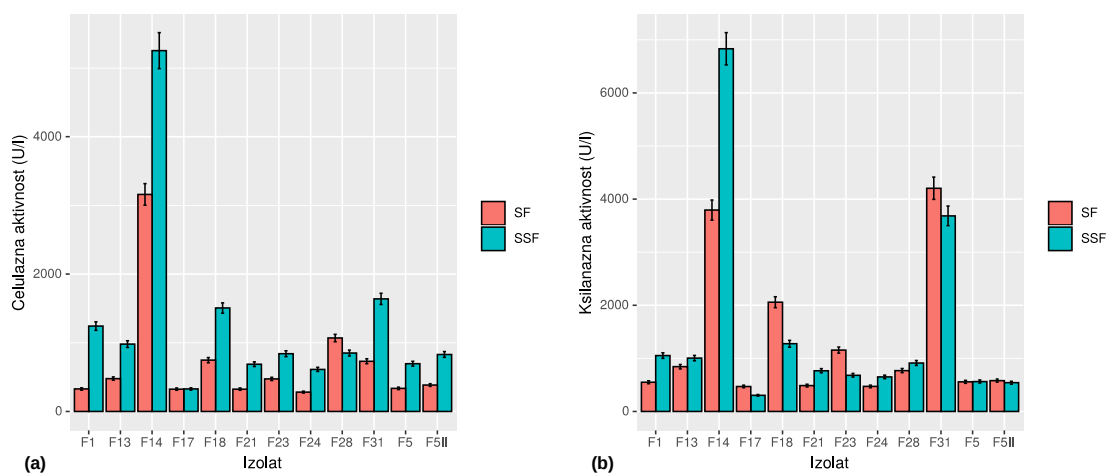 Celulazna aktivnost (U/l)
4000
2000
0
F1 F13 F14 F17 F18 F21 F23 F24 F28 F31 F5 F5II
Izolat
SF
SSF
(a)
Ksilanazna aktivnost (U/l)
6000
4000
2000
0
F1 F13 F14 F17 F18 F21 F23 F24 F28 F31 F5 F5II
Izolat
SF
SSF
(b)